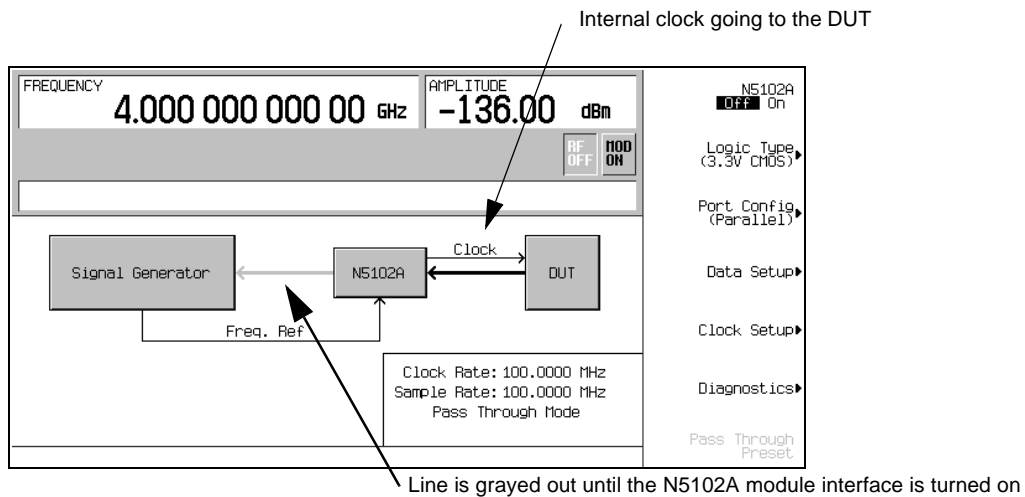 Internal clock going to the DUT
FREQUENCY
4.000 000 000 00 GHz
AMPLITUDE
-136.00 dBm
RF
OFF
MOD
ON
N5102A
Off On
Logic Type
(3.3V CMOS)
Port Config
(Parallel)
Data Setup
Clock Setup
Diagnostics
Pass Through
Preset
Signal Generator
N5102A
Clock
DUT
Freq. Ref
Clock Rate: 100.0000 MHz
Sample Rate: 100.0000 MHz
Pass Through Mode
Line is grayed out until the N5102A module interface is turned on